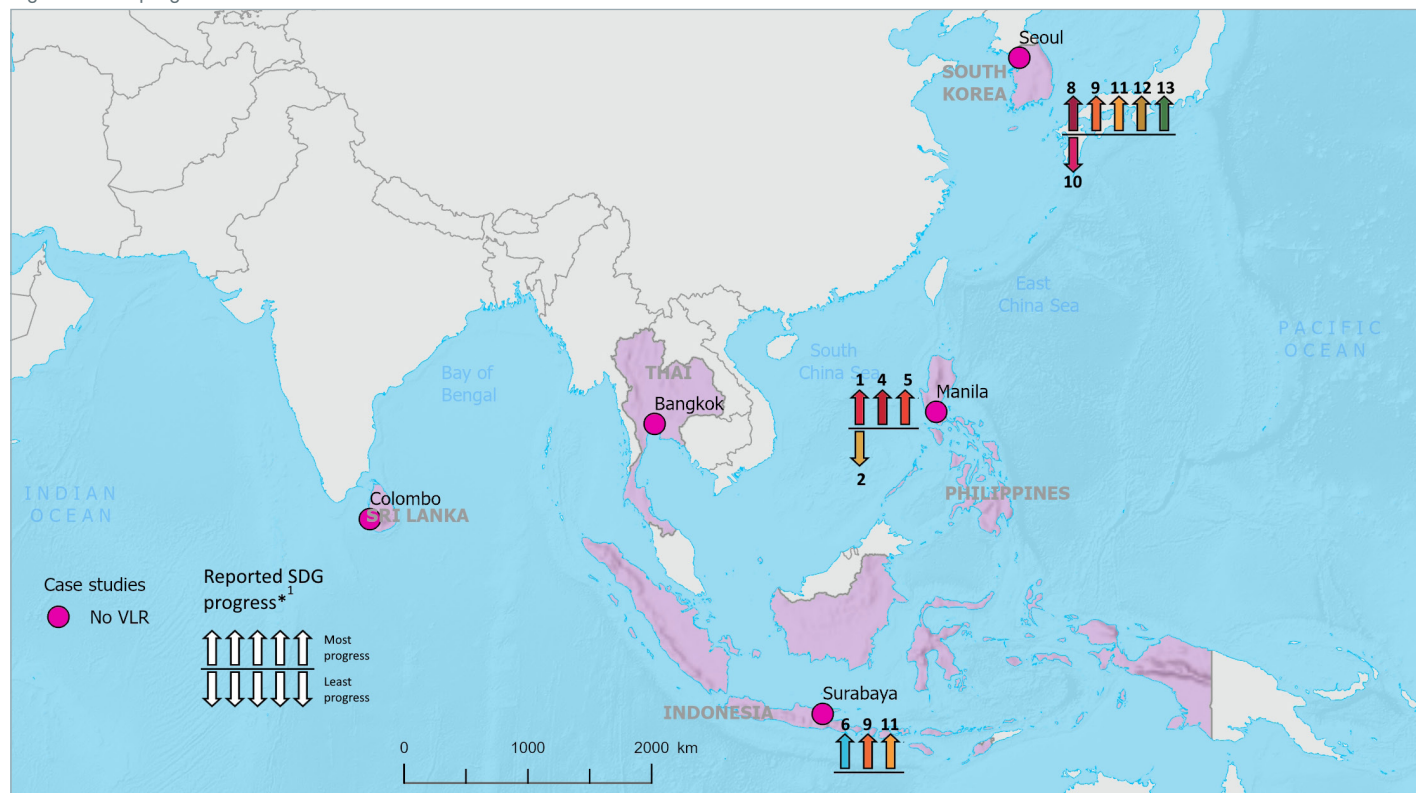 Seoul
SOUTH
KOREA
8 9 11 12 13
10
East
China Sea
PACIFIC
OCEAN
South
China Sea
THAI
Bay of
Bengal
Bangkok
1 4 5
Manila
2
PHILIPPINES
INDIAN
OCEAN
Colombo
SRI LANKA
Case studies
No VLR
Reported SDG
progress*1
Most
progress
Least
progress
Surabaya
INDONESIA
6 9 11
0 1000 2000 km